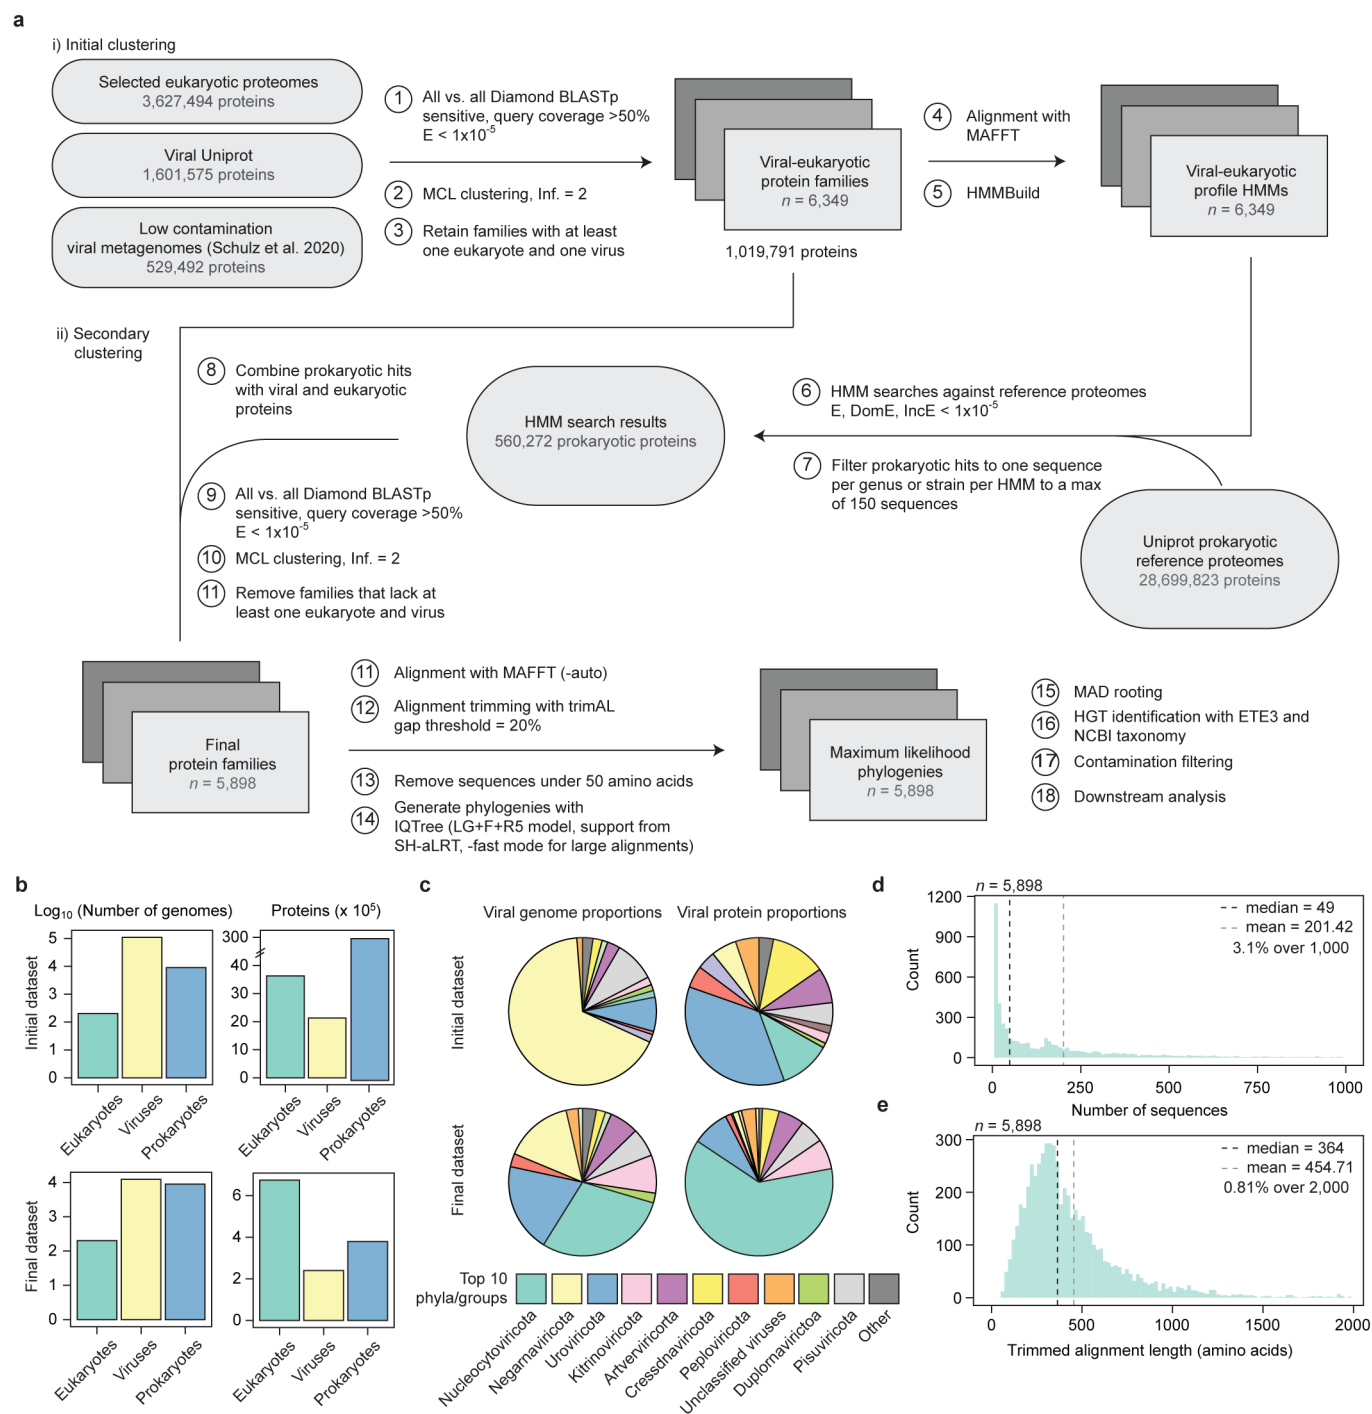 a
i) Initial clustering
Selected eukaryotic proteomes
3,627,494 proteins
Viral Uniprot
1,601,575 proteins
Low contamination
viral metagenomes (Schulz et al. 2020)
529,492 proteins
1 All vs. all Diamond BLASTp
sensitive, query coverage >50%
E < 1x10-5
2 MCL clustering, Inf. = 2
3 Retain families with at least
one eukaryote and one virus
Viral-eukaryotic
protein families
n = 6,349
1,019,791 proteins
4 Alignment with
MAFFT
5 HMMBuild
Viral-eukaryotic
profile HMMs
n = 6,349
ii) Secondary
clustering
8 Combine prokaryotic hits
with viral and eukaryotic
proteins
HMM search results
560,272 prokaryotic proteins
6 HMM searches against reference proteomes
E, DomE, IncE < 1x10-5
7 Filter prokaryotic hits to one sequence
per genus or strain per HMM to a max
of 150 sequences
Uniprot prokaryotic
reference proteomes
28,699,823 proteins
9 All vs. all Diamond BLASTp
sensitive, query coverage >50%
E < 1x10-5
10 MCL clustering, Inf. = 2
11 Remove families that lack at
least one eukaryote and virus
Final
protein families
n = 5,898
11 Alignment with MAFFT (-auto)
12 Alignment trimming with trimAL
gap threshold = 20%
13 Remove sequences under 50 amino acids
14 Generate phylogenies with
IQTree (LG+F+R5 model, support from
SH-aLRT, -fast mode for large alignments)
Maximum likelihood
phylogenies
n = 5,898
15 MAD rooting
16 HGT identification with ETE3 and
NCBI taxonomy
17 Contamination filtering
18 Downstream analysis
b
Log10 (Number of genomes)
Proteins (x 105)
Initial dataset
5
4
3
2
1
0
Eukaryotes
Viruses
Prokaryotes
300
40
30
20
10
0
Eukaryotes
Viruses
Prokaryotes
Final dataset
4
3
2
1
0
Eukaryotes
Viruses
Prokaryotes
6
4
2
0
Eukaryotes
Viruses
Prokaryotes
c
Viral genome proportions
Viral protein proportions
Initial dataset
Final dataset
Top 10
phyla/groups
Nucleocytoviricota
Negarnaviricota
Uroviricota
Kitrinoviricota
Artverviricorta
Cressdnaviricota
Peploviricota
Unclassified viruses
Duplornavirictoa
Pisuviricota
Other
d
n = 5,898
Count
1200
900
600
300
0
median = 49
mean = 201.42
3.1% over 1,000
0
250
500
750
1000
Number of sequences
e
n = 5,898
Count
300
200
100
0
median = 364
mean = 454.71
0.81% over 2,000
0
500
1000
1500
2000
Trimmed alignment length (amino acids)